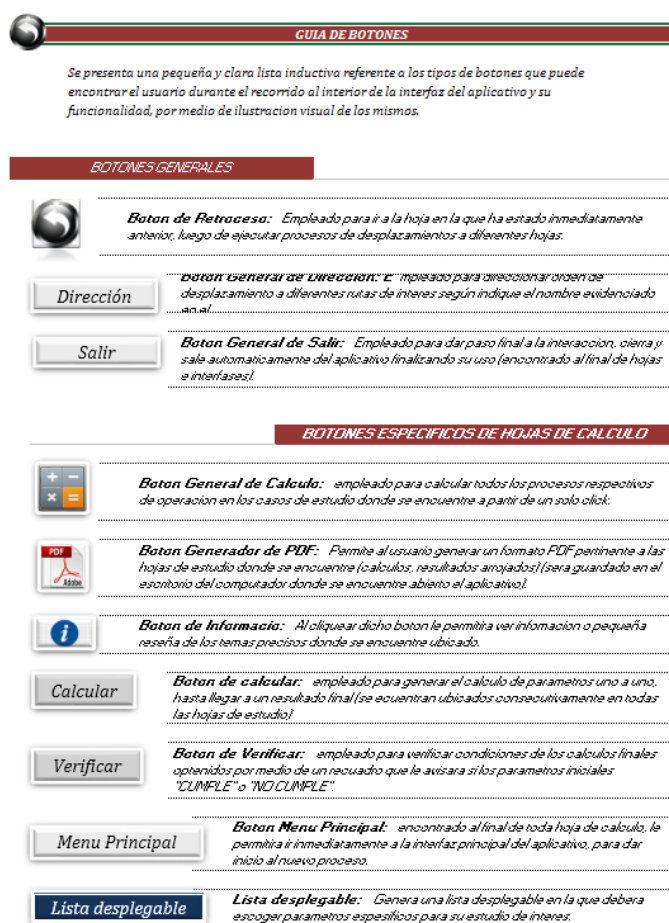 GUIA DE BOTONES
Se presenta una pequeña y clara lista inductiva referente a los tipos de botones que puede
encontrar el usuario durante el recorrido al interior de la interfaz del aplicativo y su
funcionalidad, por medio de ilustracion visual de los mismos.
BOTONES GENERALES
Boton de Retroceso: Empleado para ir a la hoja en la que ha estado inmediatamente
anterior, luego de ejecutar procesos de desplazamientos a diferentes hojas.
Dirección
Boton General de Direccion: E mpleado para direccionar orden de
desplazamiento a diferentes rutas de interes según indique el nombre evidenciado
en el
Salir
Boton General de Salir: Empleado para dar paso final a la interaccion, cierra y
sale automaticamente del aplicativo finalizando su uso (encontrado al final de hojas
e interfases).
BOTONES ESPECIFICOS DE HOJAS DE CALCULO
Boton General de Calculo: empleado para calcular todos los procesos respectivos
de operacion en los casos de estudio donde se encuentre a partir de un solo click.
PDF
Adobe
Boton Generador de PDF: Permite al usuario generar un formato PDF pertinente a las
hojas de estudio donde se encuentre (calculos, resultados arrojados) (sera guardado en el
escritorio del computador donde se encuentre abierto el aplicativo).
i
Boton de Informacio: Al cliquear dicho boton le permitira ver infomacion o pequeña
reseña de los temas precisos donde se encuentre ubicado.
Calcular
Boton de calcular: empleado para generar el calculo de parametros uno a uno,
hasta llegar a un resultado final (se ecuentran ubicados consecutivamente en todas
las hojas de estudio)
Verificar
Boton de Verificar: empleado para verificar condiciones de los calculos finales
optenidos por medio de un recuadro que le avisara si los parametros iniciales
"CUMPLE" o "NO CUMPLE".
Menu Principal
Boton Menu Principal: encontrado al final de toda hoja de calculo, le
permitira ir inmediatamente a la interfaz principal del aplicativo, para dar
inicio al nuevo proceso.
Lista desplegable
Lista desplegable: Genera una lista desplegable en la que debera
escoger parametros espesificos para su estudio de interes.